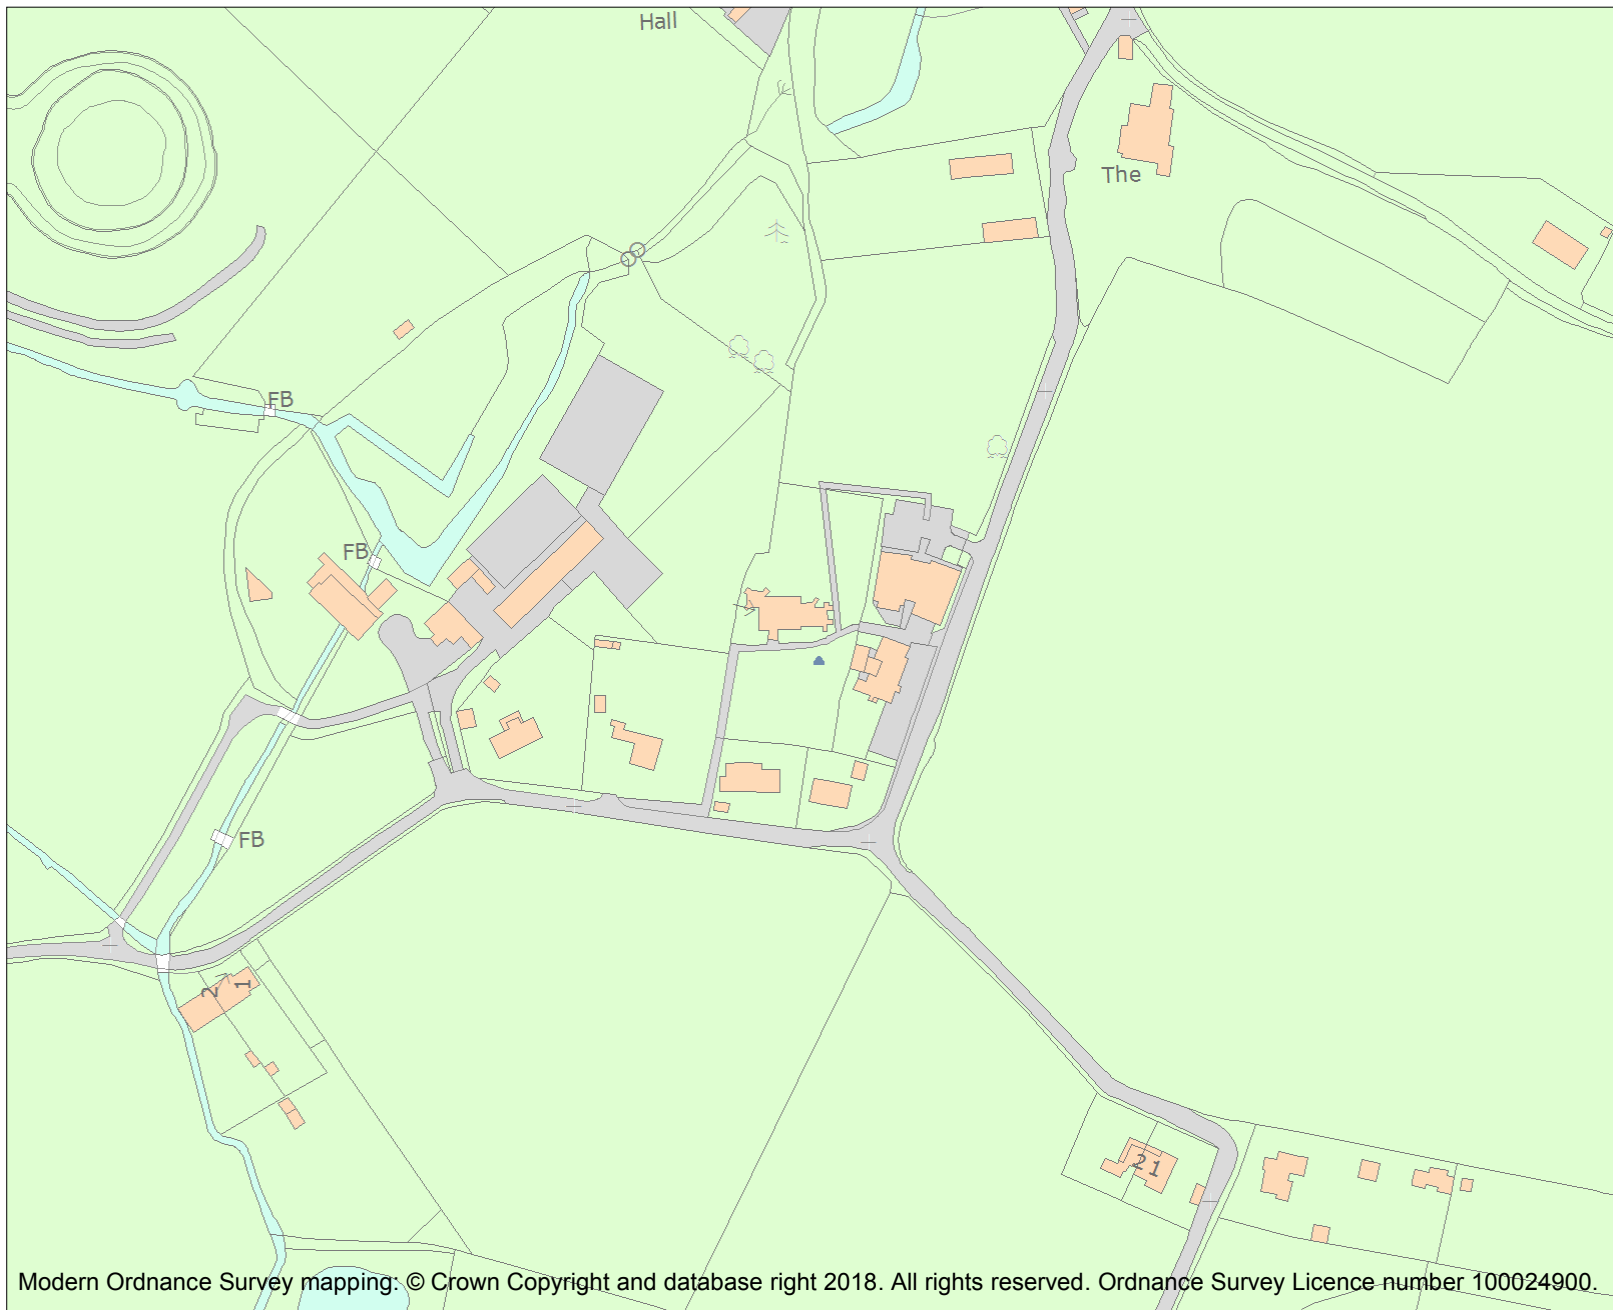 Hall
The
FB
FB
FB
2 1
2 1
Modern Ordnance Survey mapping: © Crown Copyright and database right 2018. All rights reserved. Ordnance Survey Licence number 100024900.